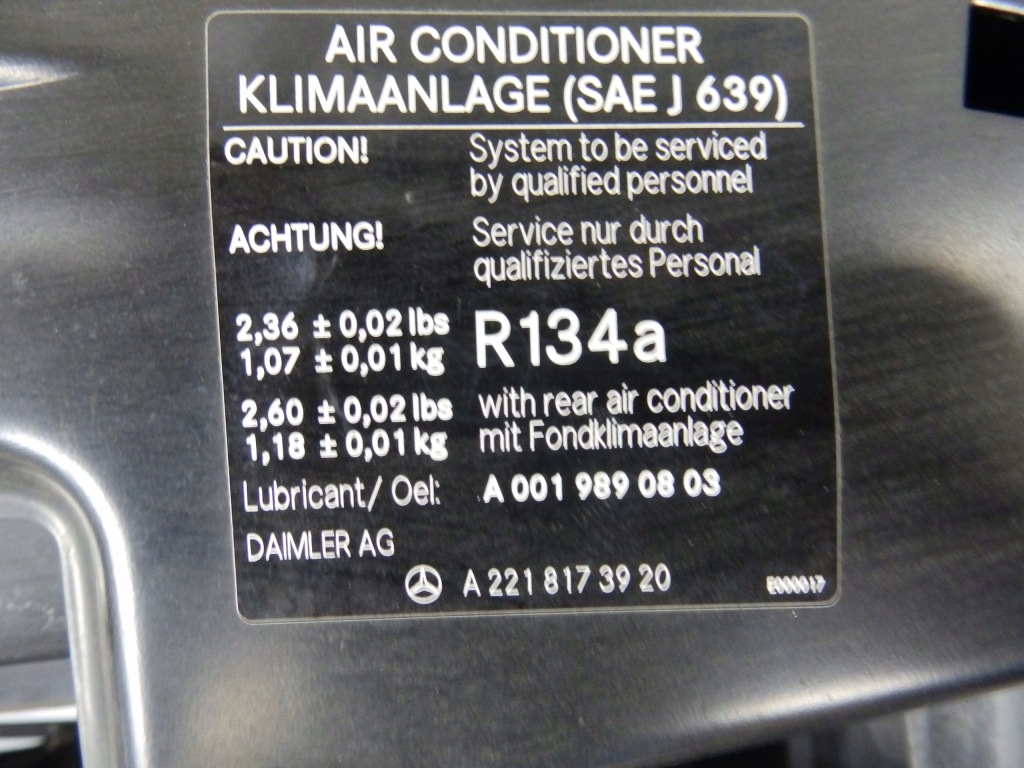 AIR CONDITIONER
KLIMAANLAGE (SAE J 639)
CAUTION! System to be serviced
by qualified personnel
ACHTUNG! Service nur durch
qualifiziertes Personal
2,36 ± 0,02 lbs R134a
1,07 ± 0,01 kg
2,60 ± 0,02 lbs with rear air conditioner
1,18 ± 0,01 kg mit Fondklimaanlage
Lubricant/ Oel: A 001 989 08 03
DAIMLER AG
A 221 817 39 20 E000017